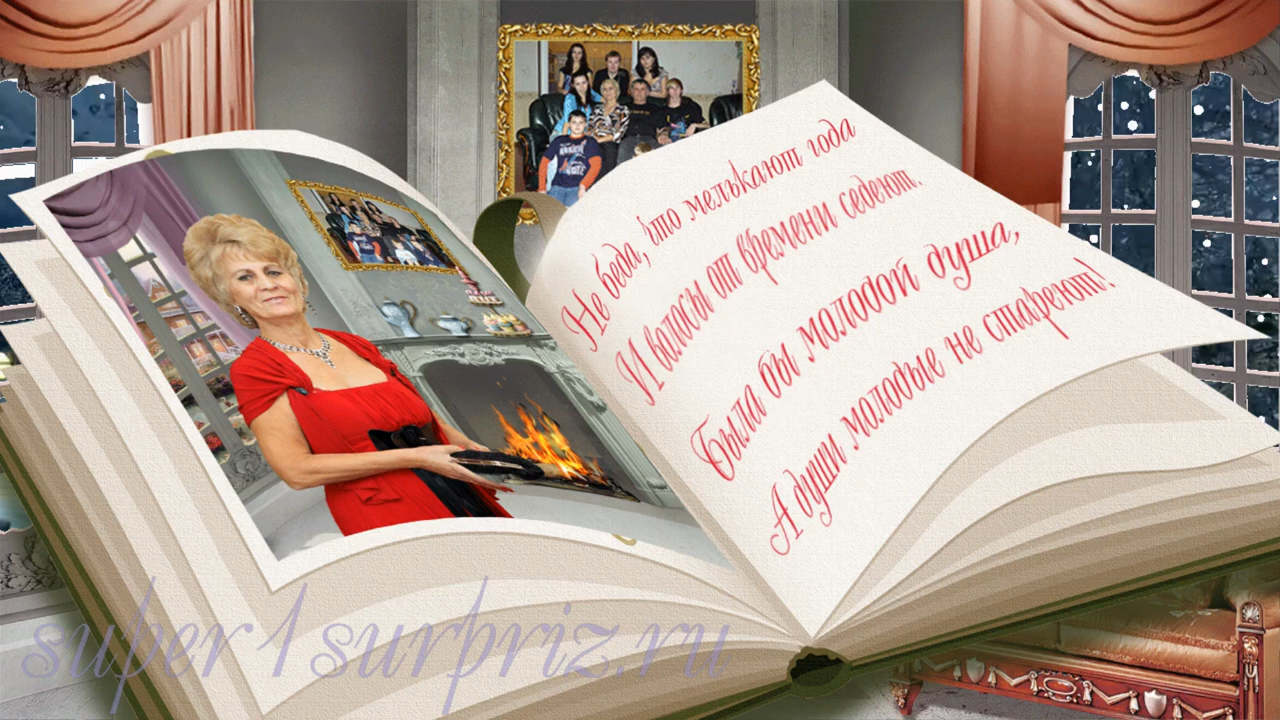 Не беда, что мелькают года
И волосы от времени седеют.
Была бы молодой душа,
А души молодые не стареют!
super1surpriz.ru